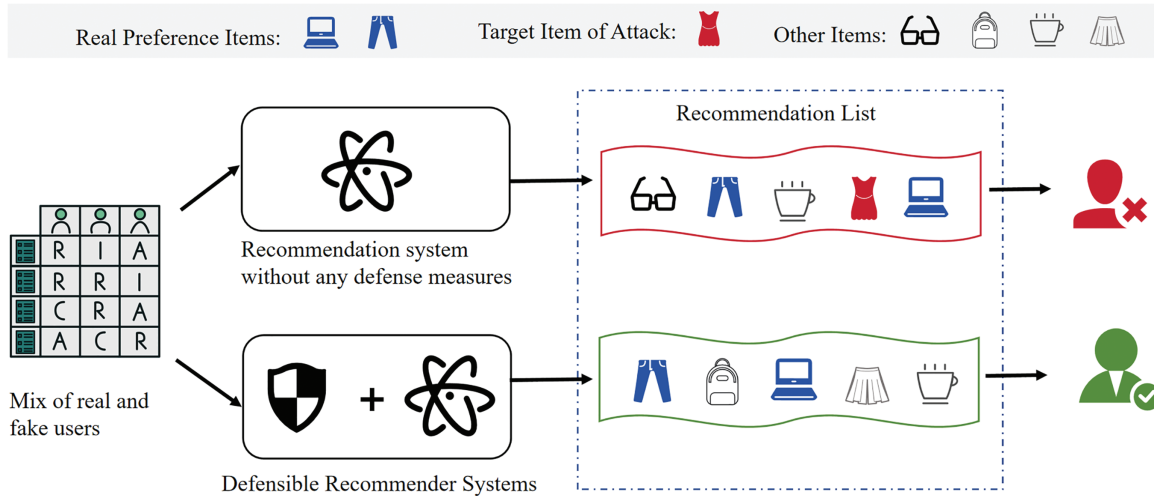 Real Preference Items:
Target Item of Attack:
Other Items:
Recommendation List
R I A
R R I
C R A
A C R
Recommendation system
without any defense measures
Mix of real and
fake users
Defensible Recommender Systems